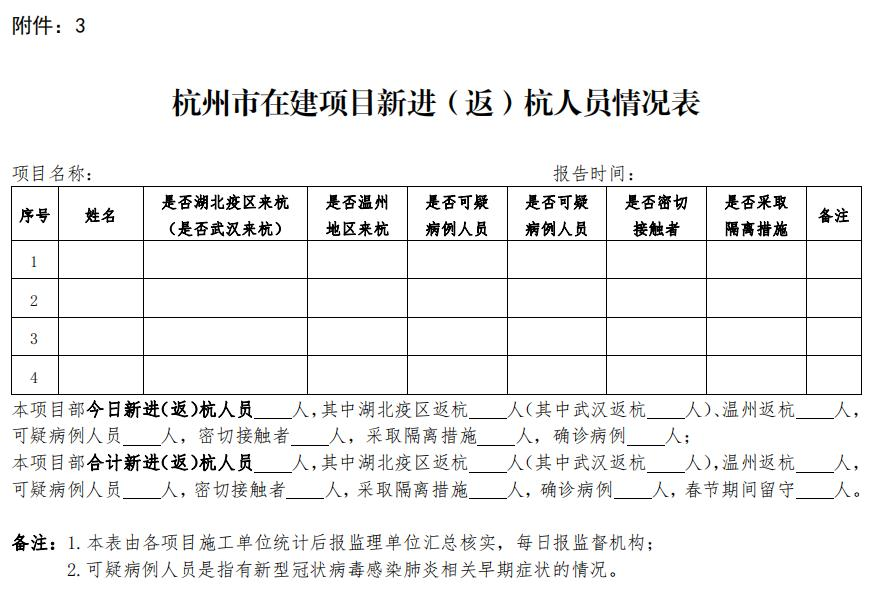 附件：3
杭州市在建项目新进（返）杭人员情况表
项目名称： 报告时间：
序号 姓名 是否湖北疫区来杭（是否武汉来杭） 是否温州地区来杭 是否可疑病例人员 是否可疑病例人员 是否密切接触者 是否采取隔离措施 备注
1
2
3
4
本项目部今日新进（返）杭人员____人，其中湖北疫区返杭____人（其中武汉返杭____人）、温州返杭____人，
可疑病例人员____人，密切接触者____人，采取隔离措施____人，确诊病例____人；
本项目部合计新进（返）杭人员____人，其中湖北疫区返杭____人（其中武汉返杭____人），温州返杭____人，
可疑病例人员____人，密切接触者____人，采取隔离措施____人，确诊病例____人，春节期间留守____人。
备注：1.本表由各项目施工单位统计后报监理单位汇总核实，每日报监督机构；
2.可疑病例人员是指有新型冠状病毒感染肺炎相关早期症状的情况。